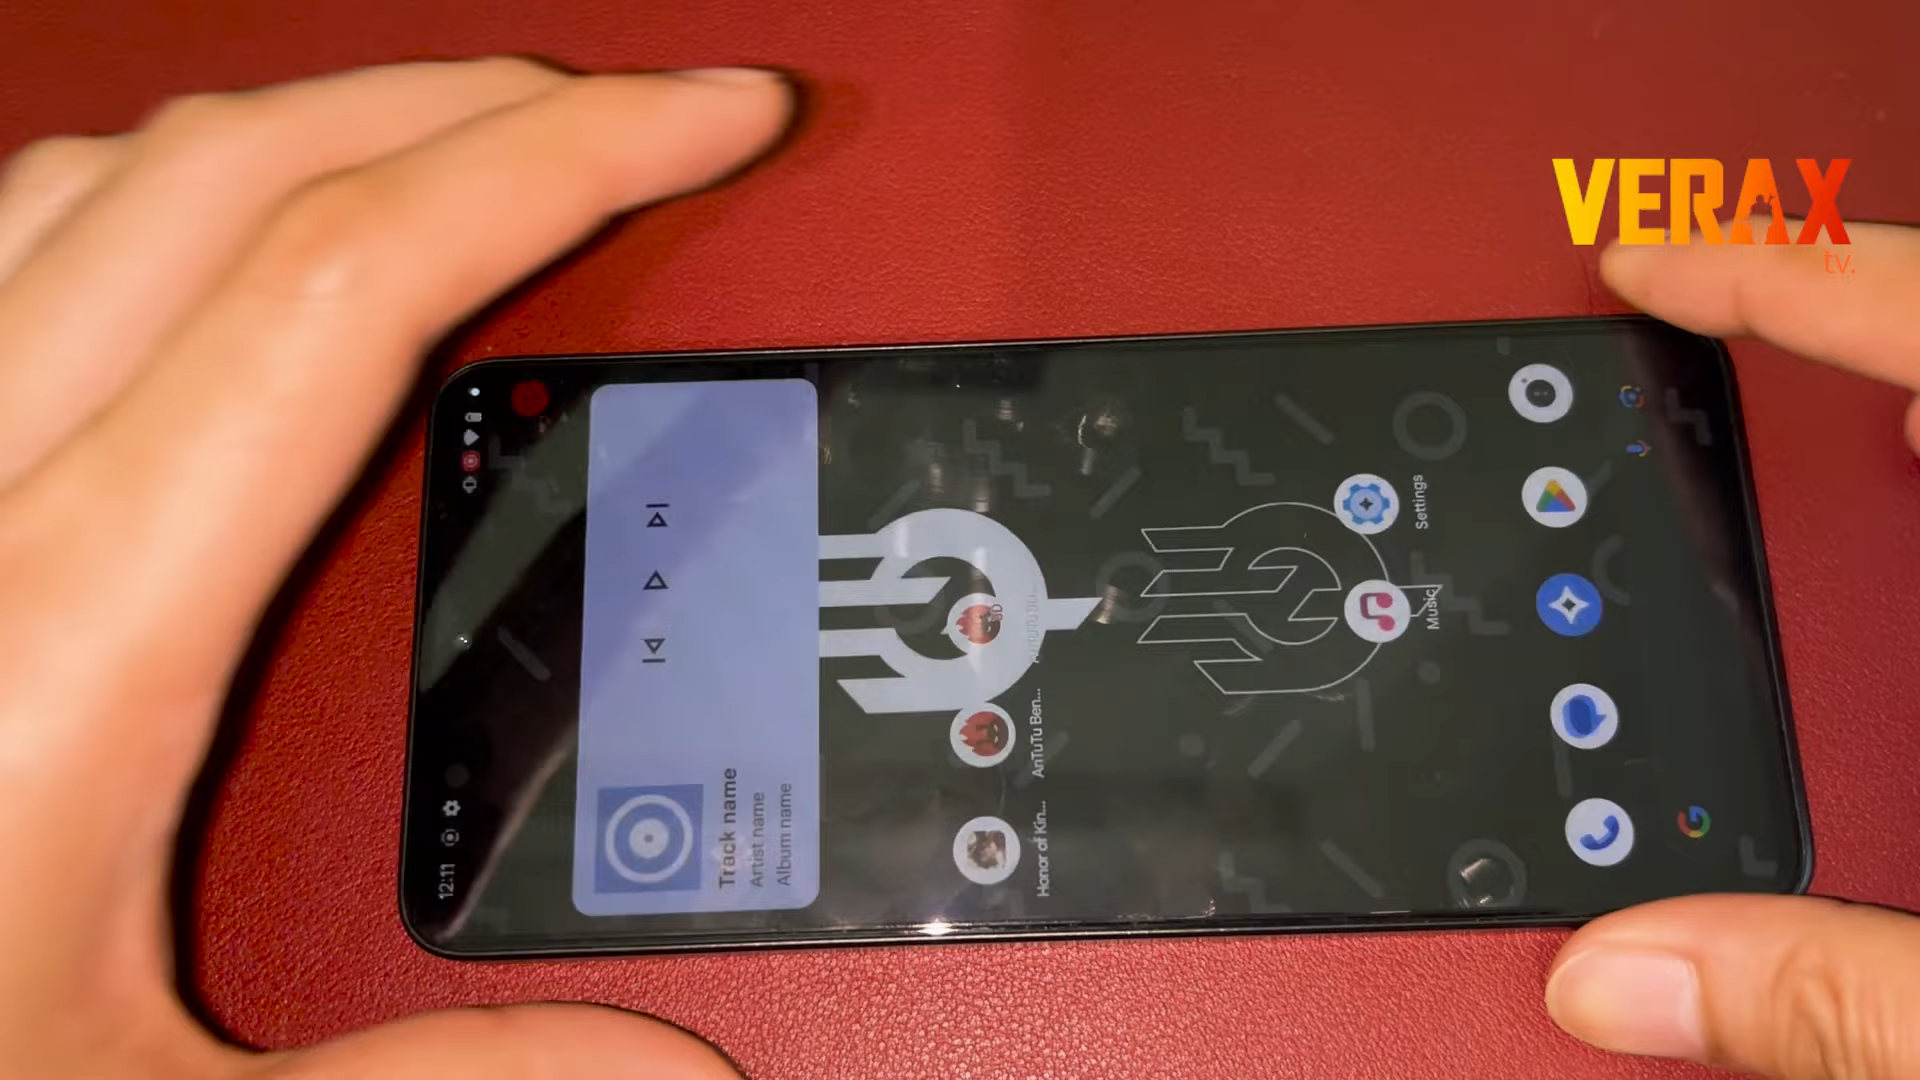 VERAX
tv.
12:11
Track name
Artist name
Album name
Honor of Kin...
AnTuTu Ben...
Music
Settings